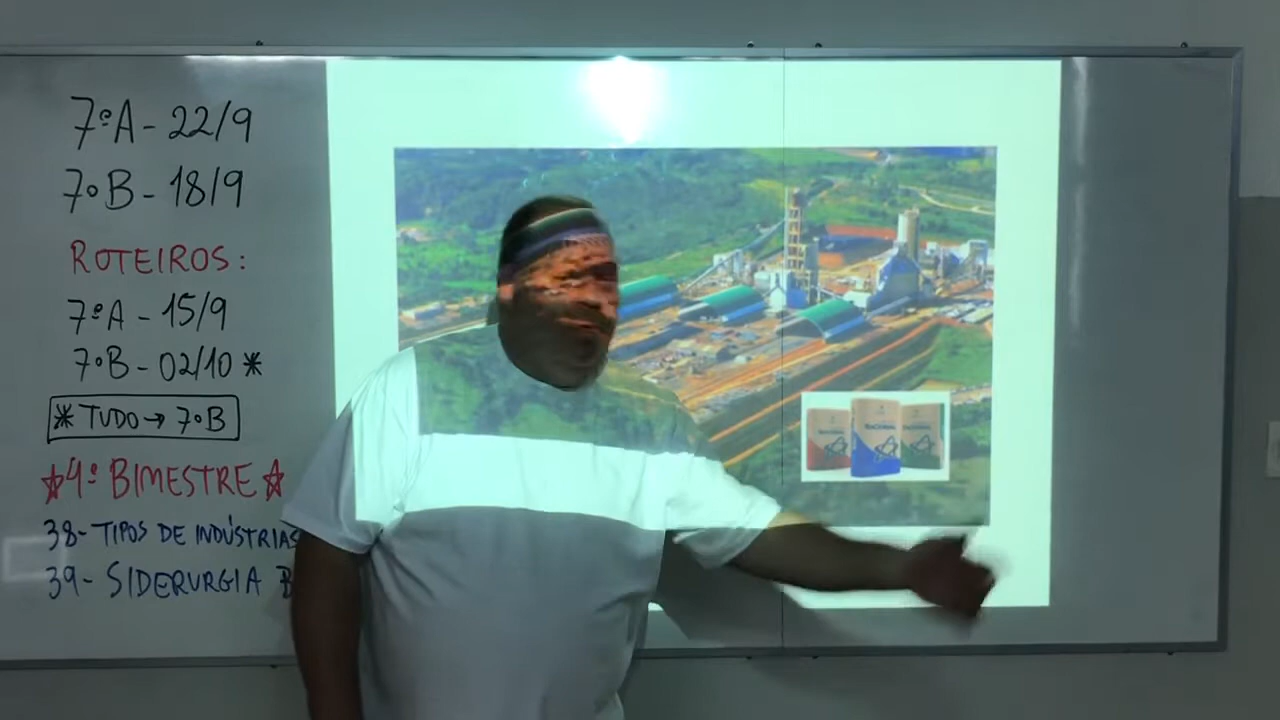 7ºA - 22/9
7ºB - 18/9
ROTEIROS:
7ºA - 15/9
7ºB - 02/10 *
* TUDO → 7ºB
☆4º BIMESTRE☆
38- TIPOS DE INDÚSTRIAS
39- SIDERURGIA B